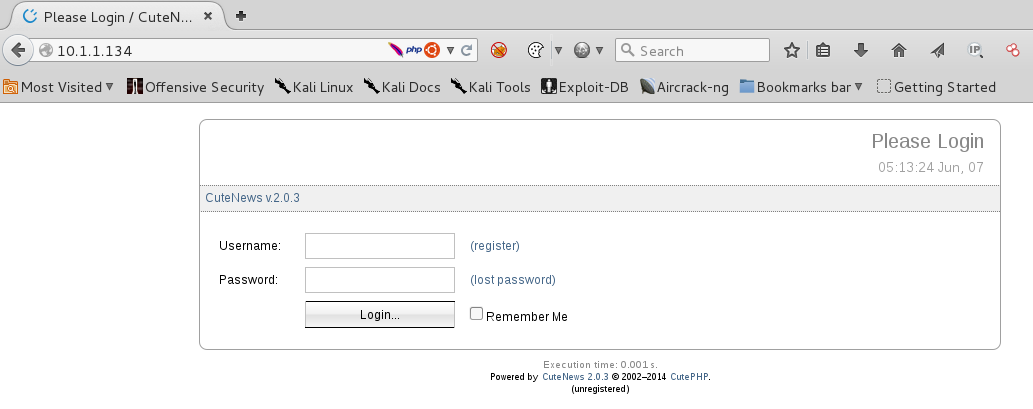 Please Login / CuteN...
10.1.1.134
php
Search
IP
Most Visited Offensive Security Kali Linux Kali Docs Kali Tools Exploit-DB Aircrack-ng Bookmarks bar Getting Started
Please Login
05:13:24 Jun, 07
CuteNews v.2.0.3
Username: (register)
Password: (lost password)
Login... Remember Me
Execution time: 0.001 s.
Powered by CuteNews 2.0.3 © 2002–2014 CutePHP.
(unregistered)